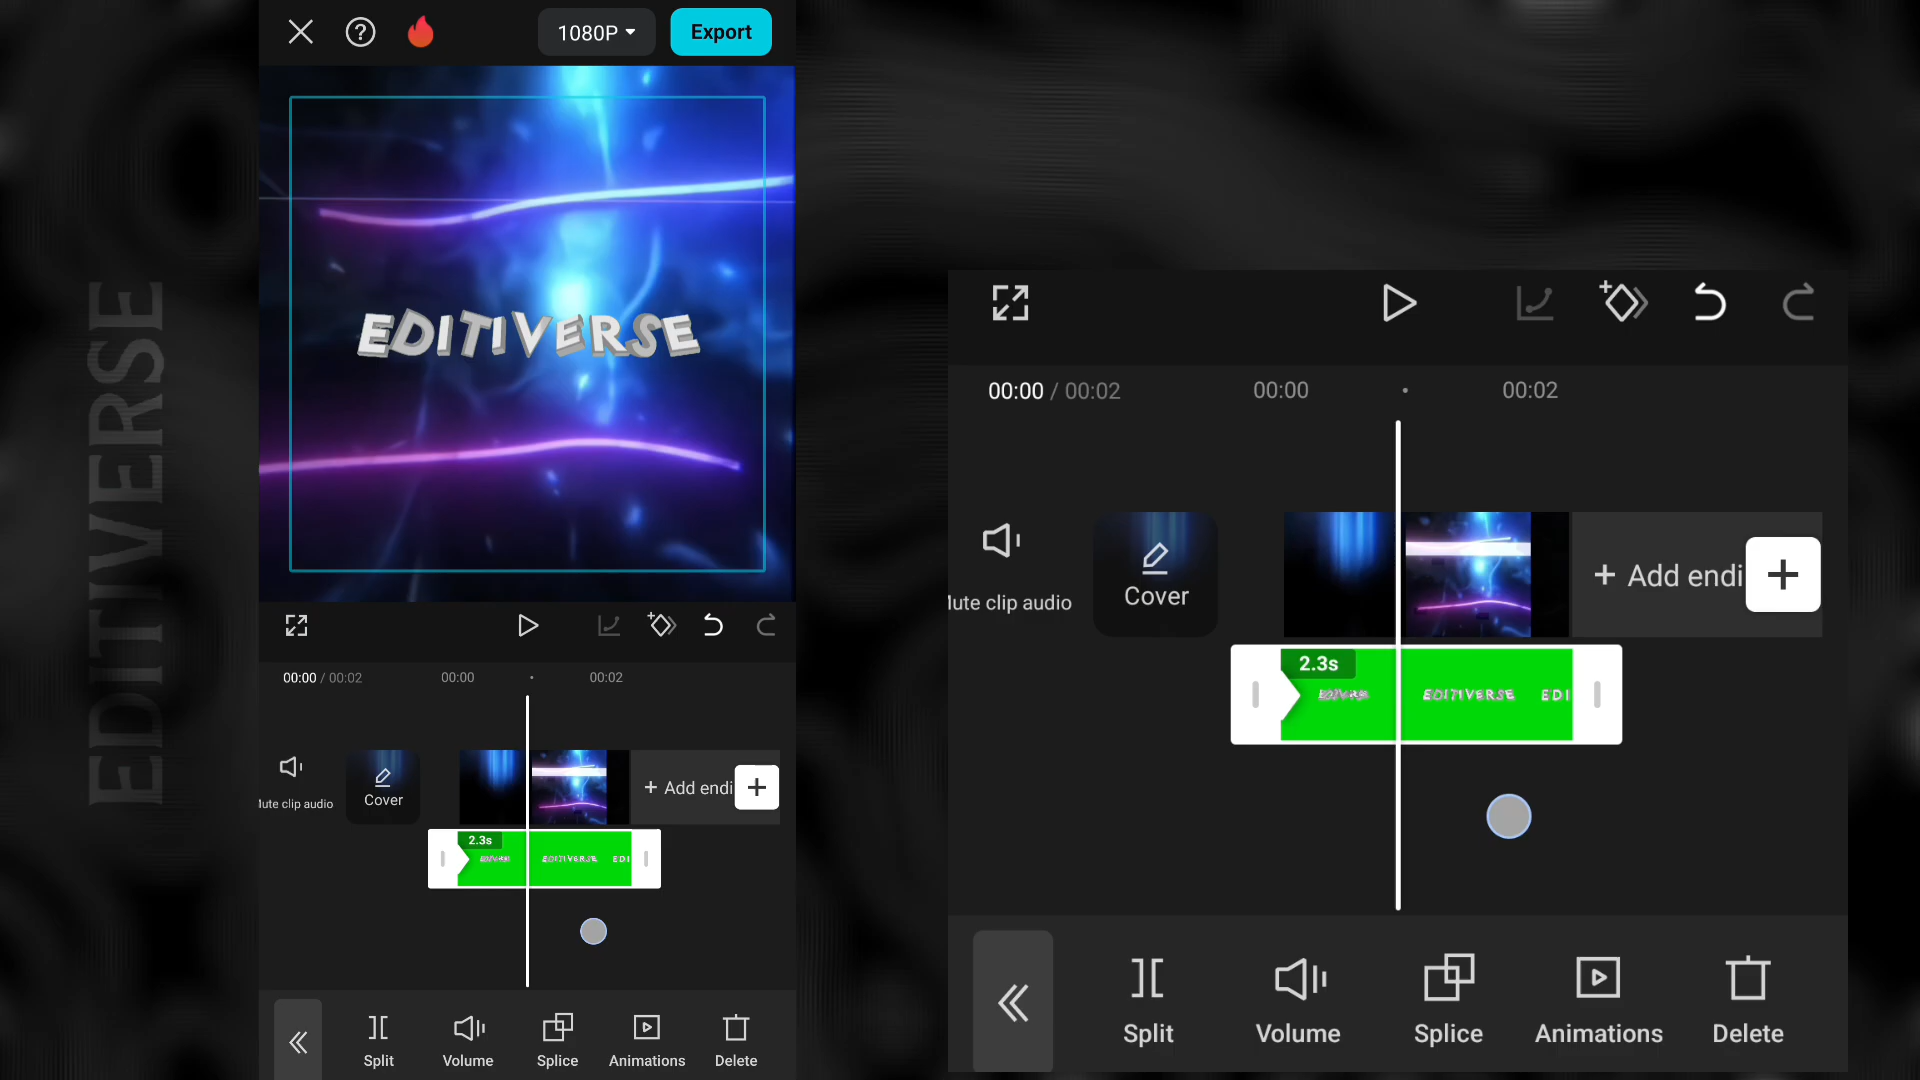 EDITIVERSE
1080P
Export
EDITIVERSE
00:00 / 00:02
00:00
00:02
Mute clip audio
Cover
+ Add endi
2.3s
EDITIVERSE
EDI
Split
Volume
Splice
Animations
Delete
00:00 / 00:02
00:00
00:02
Mute clip audio
Cover
+ Add endi
2.3s
EDITIVERSE
EDI
Split
Volume
Splice
Animations
Delete